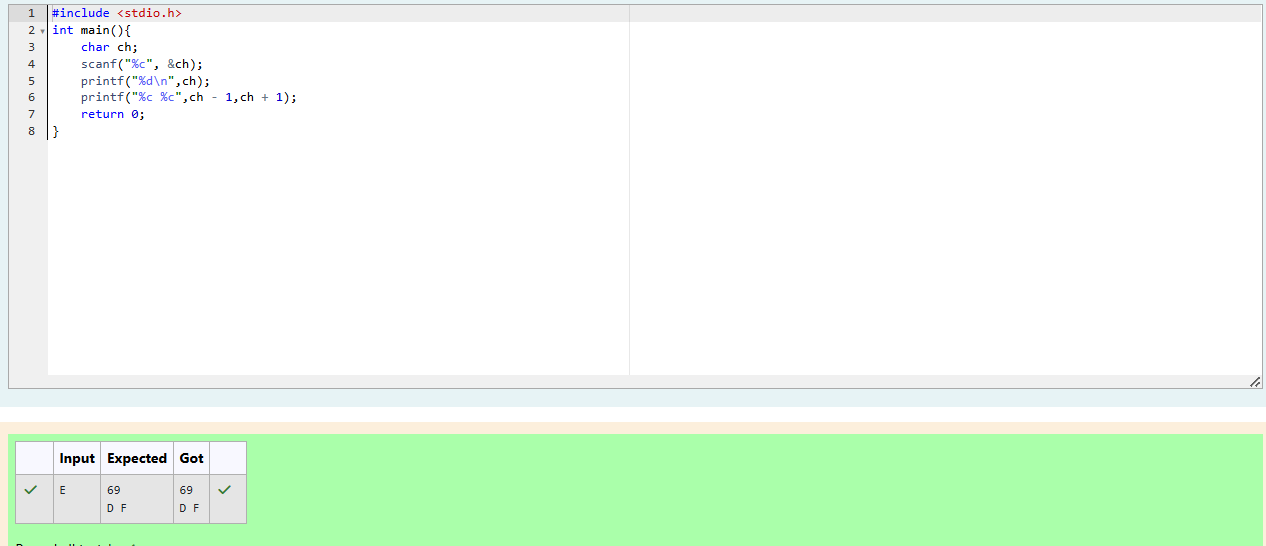 1 #include <stdio.h>
2 int main(){
3     char ch;
4     scanf("%c", &ch);
5     printf("%d\n",ch);
6     printf("%c %c",ch - 1,ch + 1);
7     return 0;
8 }
Input Expected Got
E 69 69
D F D F